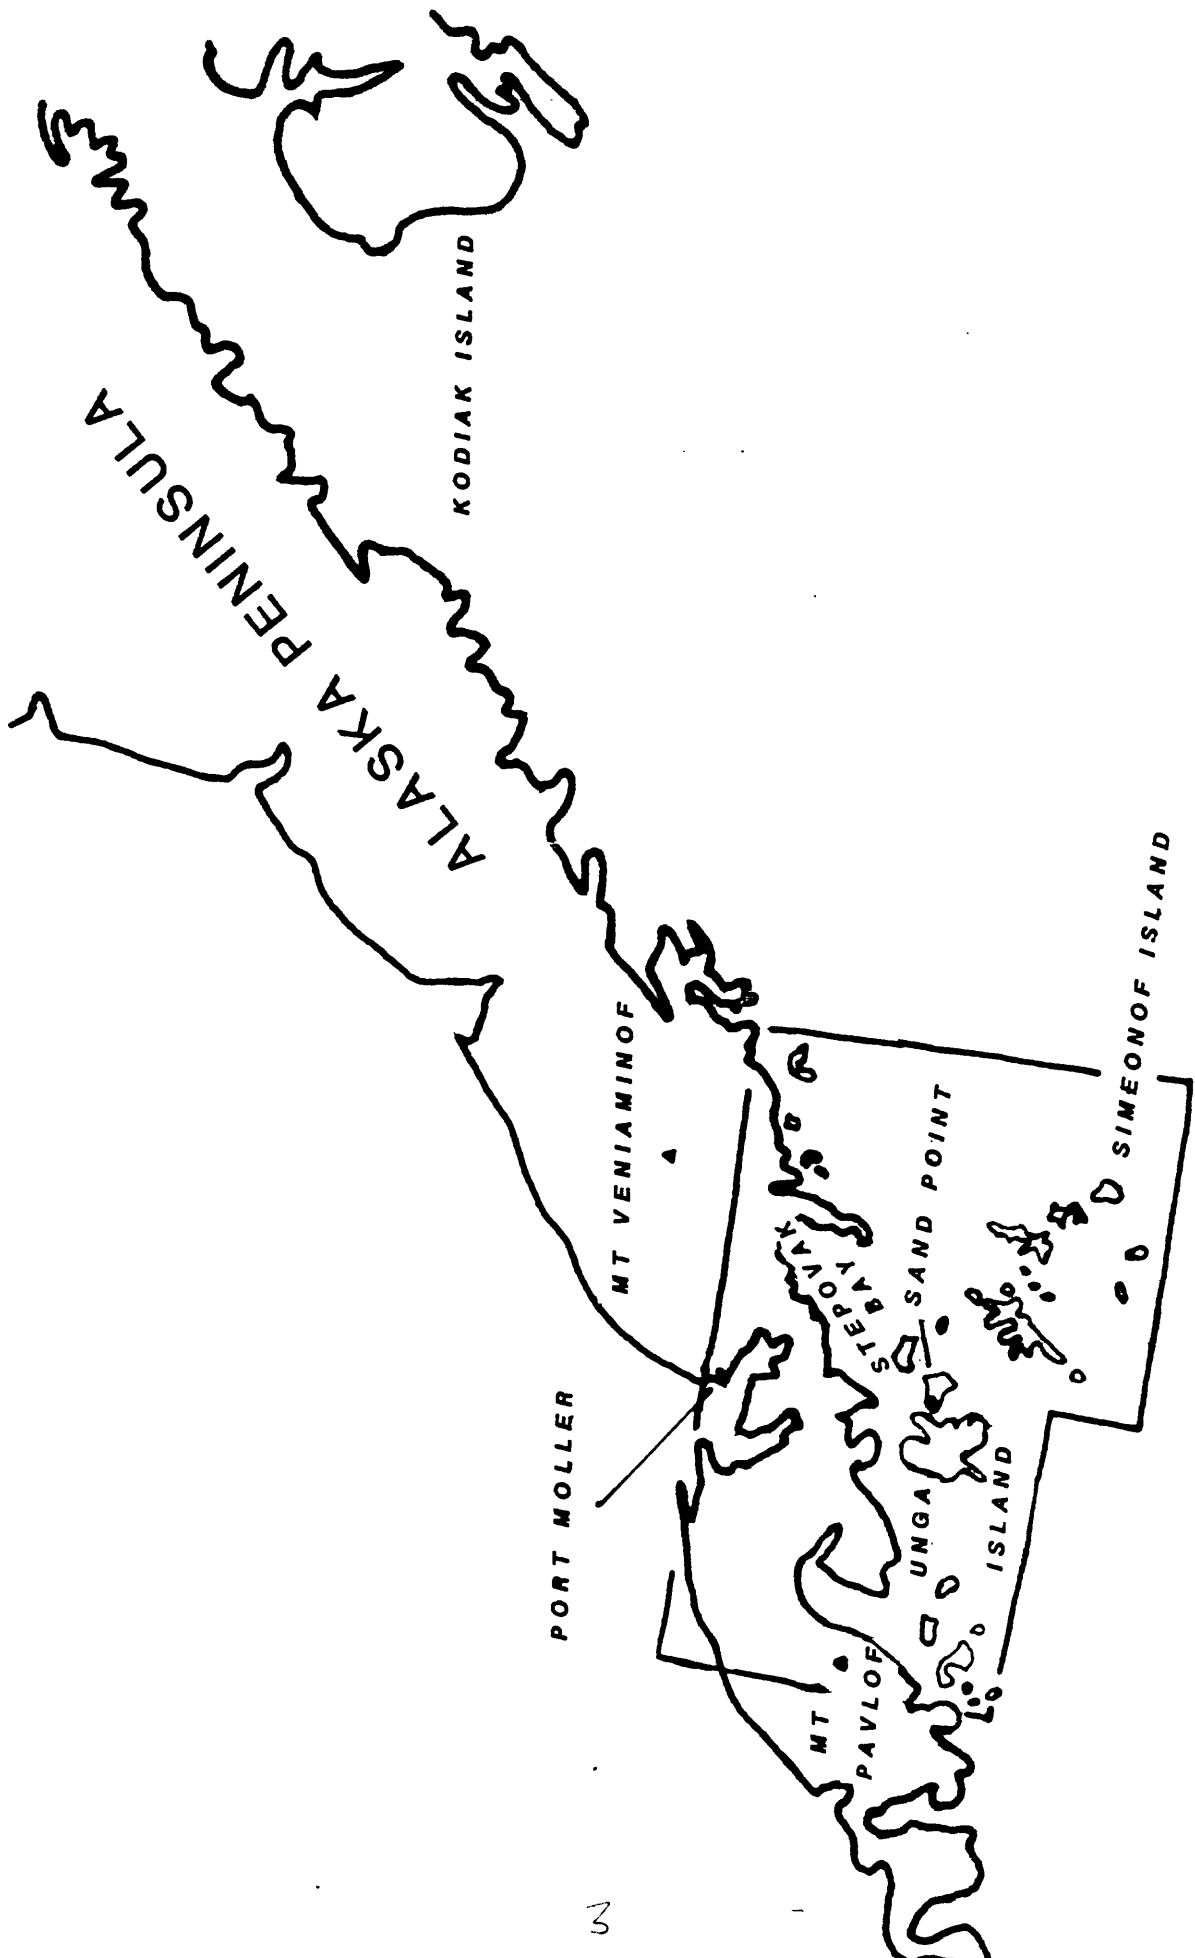 ALASKA PENINSULA
KODIAK ISLAND
MT VENIAMINOF
PORT MOLLER
STEPOVAK
BAY
SAND POINT
SIMEONOF ISLAND
UNGA
ISLAND
MT
PAVLOF
3